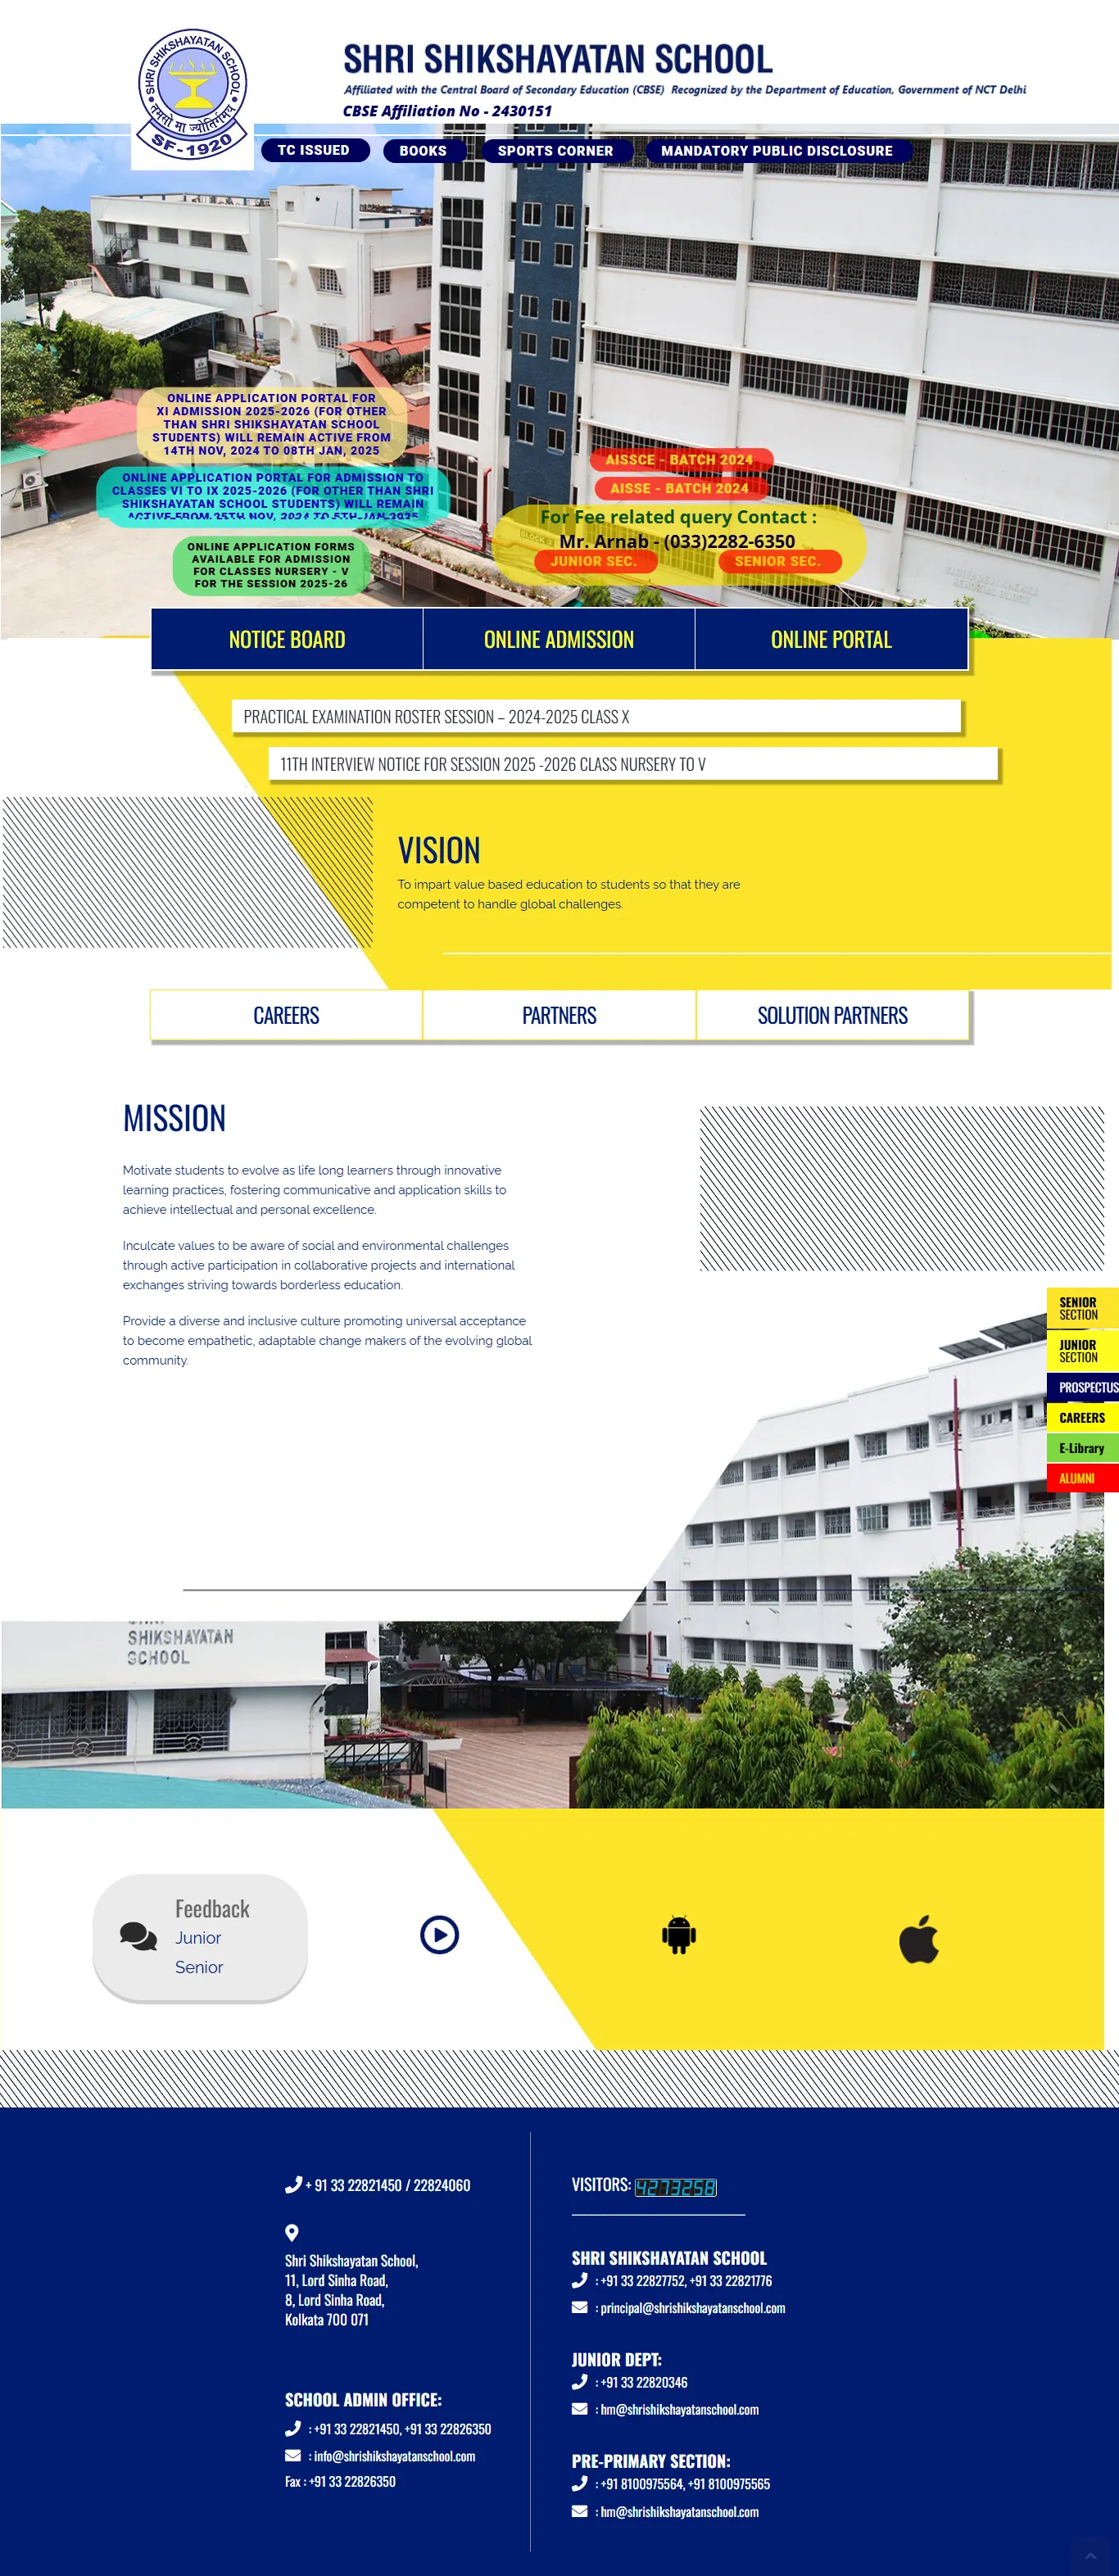 SHRI SHIKSHAYATAN SCHOOL
तमसो मा ज्योतिर्गमय
SF-1920
SHRI SHIKSHAYATAN SCHOOL
Affiliated with the Central Board of Secondary Education (CBSE) Recognized by the Department of Education, Government of NCT Delhi
CBSE Affiliation No - 2430151
TC ISSUED
BOOKS
SPORTS CORNER
MANDATORY PUBLIC DISCLOSURE
ONLINE APPLICATION PORTAL FOR
XI ADMISSION 2025-2026 (FOR OTHER
THAN SHRI SHIKSHAYATAN SCHOOL
STUDENTS) WILL REMAIN ACTIVE FROM
14TH NOV, 2024 TO 08TH JAN, 2025
ONLINE APPLICATION PORTAL FOR ADMISSION TO
CLASSES VI TO IX 2025-2026 (FOR OTHER THAN SHRI
SHIKSHAYATAN SCHOOL STUDENTS) WILL REMAIN
ACTIVE FROM 25TH NOV, 2024 TO 5TH JAN 2025
ONLINE APPLICATION FORMS
AVAILABLE FOR ADMISSION
FOR CLASSES NURSERY - V
FOR THE SESSION 2025-26
AISSCE - BATCH 2024
AISSE - BATCH 2024
For Fee related query Contact :
Mr. Arnab - (033)2282-6350
JUNIOR SEC.
SENIOR SEC.
NOTICE BOARD
ONLINE ADMISSION
ONLINE PORTAL
PRACTICAL EXAMINATION ROSTER SESSION – 2024-2025 CLASS X
11TH INTERVIEW NOTICE FOR SESSION 2025 -2026 CLASS NURSERY TO V
VISION
To impart value based education to students so that they are
competent to handle global challenges.
CAREERS
PARTNERS
SOLUTION PARTNERS
MISSION
Motivate students to evolve as life long learners through innovative
learning practices, fostering communicative and application skills to
achieve intellectual and personal excellence.
Inculcate values to be aware of social and environmental challenges
through active participation in collaborative projects and international
exchanges striving towards borderless education.
Provide a diverse and inclusive culture promoting universal acceptance
to become empathetic, adaptable change makers of the evolving global
community.
SENIOR
SECTION
JUNIOR
SECTION
PROSPECTUS
CAREERS
E-Library
ALUMNI
SHIKSHAYATAN
SCHOOL
Feedback
Junior
Senior
+ 91 33 22821450 / 22824060
Shri Shikshayatan School,
11, Lord Sinha Road,
8, Lord Sinha Road,
Kolkata 700 071
SCHOOL ADMIN OFFICE:
: +91 33 22821450, +91 33 22826350
: info@shrishikshayatanschool.com
Fax : +91 33 22826350
VISITORS: 4273258
SHRI SHIKSHAYATAN SCHOOL
: +91 33 22827752, +91 33 22821776
: principal@shrishikshayatanschool.com
JUNIOR DEPT:
: +91 33 22820346
: hm@shrishikshayatanschool.com
PRE-PRIMARY SECTION:
: +91 8100975564, +91 8100975565
: hm@shrishikshayatanschool.com